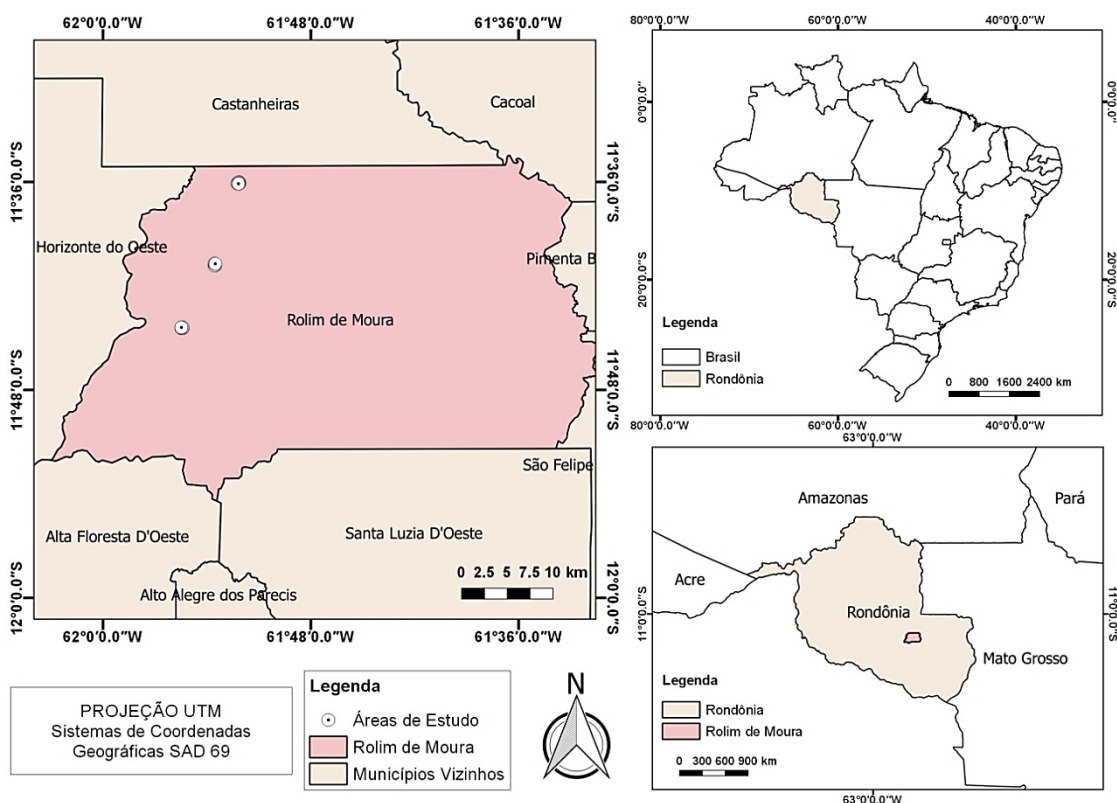 62°0'0.0"W 61°48'0.0"W 61°36'0.0"W
Castanheiras
Cacoal
11°36'0.0"S
11°36'0.0"S
Horizonte do Oeste
Pimenta B
Rolim de Moura
11°48'0.0"S
11°48'0.0"S
São Felipe
Alta Floresta D'Oeste
Santa Luzia D'Oeste
0 2.5 5 7.5 10 km
Alto Alegre dos Parecis
12°0'0.0"S
12°0'0.0"S
62°0'0.0"W 61°48'0.0"W 61°36'0.0"W
PROJEÇÃO UTM
Sistemas de Coordenadas
Geográficas SAD 69
Legenda
Áreas de Estudo
Rolim de Moura
Municípios Vizinhos
N
80°0'0.0"W 60°0'0.0"W 40°0'0.0"W
0°0'0.0"
0°0'0.0"
20°0'0.0"S
20°0'0.0"S
Legenda
Brasil
Rondônia
0 800 1600 2400 km
80°0'0.0"W 60°0'0.0"W 40°0'0.0"W
63°0'0.0"W
Amazonas
Pará
Acre
11°0'0.0"S
11°0'0.0"S
Rondônia
Mato Grosso
Legenda
Rondônia
Rolim de Moura
0 300 600 900 km
63°0'0.0"W